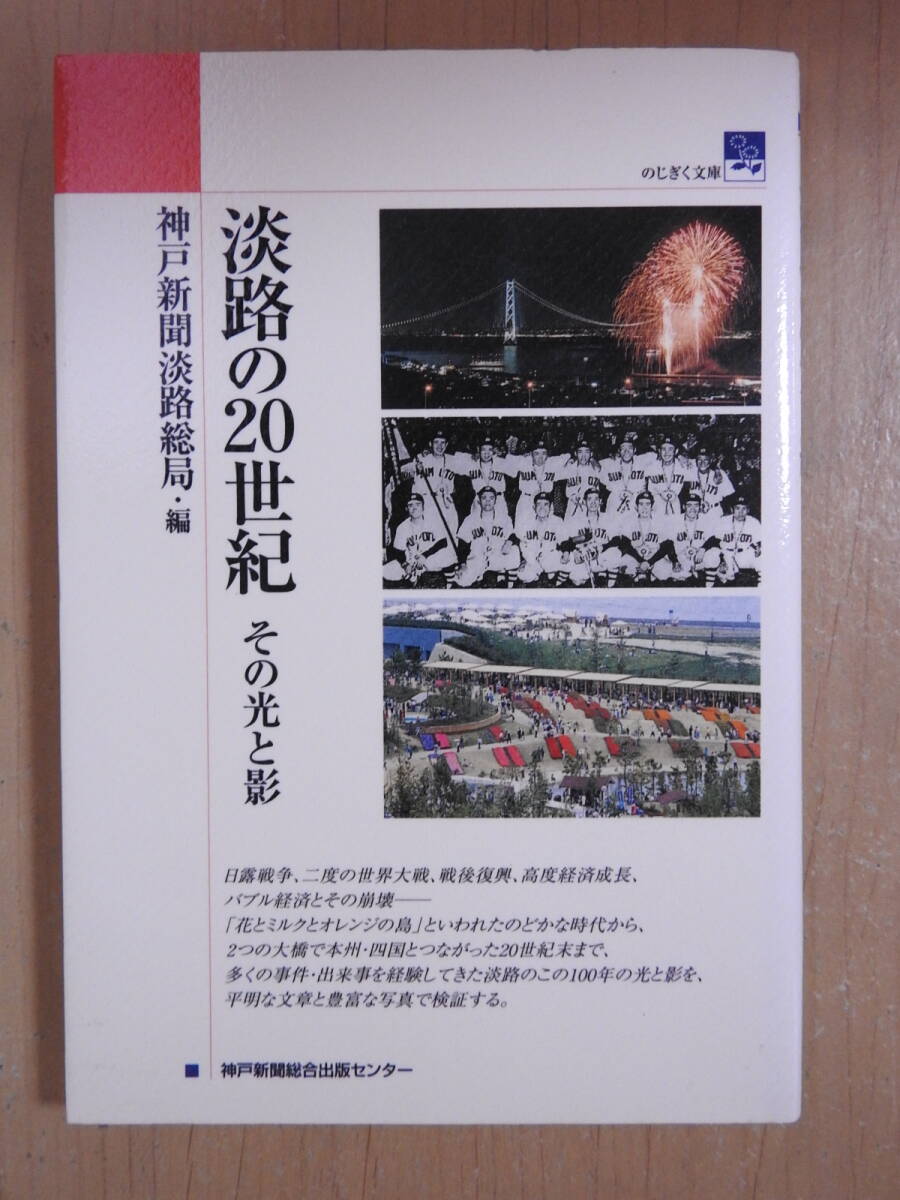 のじぎく文庫
淡路の20世紀 その光と影
神戸新聞淡路総局・編
SUMOTO
日露戦争、二度の世界大戦、戦後復興、高度経済成長、
バブル経済とその崩壊――
「花とミルクとオレンジの島」といわれたのどかな時代から、
2つの大橋で本州・四国とつながった20世紀末まで、
多くの事件・出来事を経験してきた淡路のこの100年の光と影を、
平明な文章と豊富な写真で検証する。
神戸新聞総合出版センター